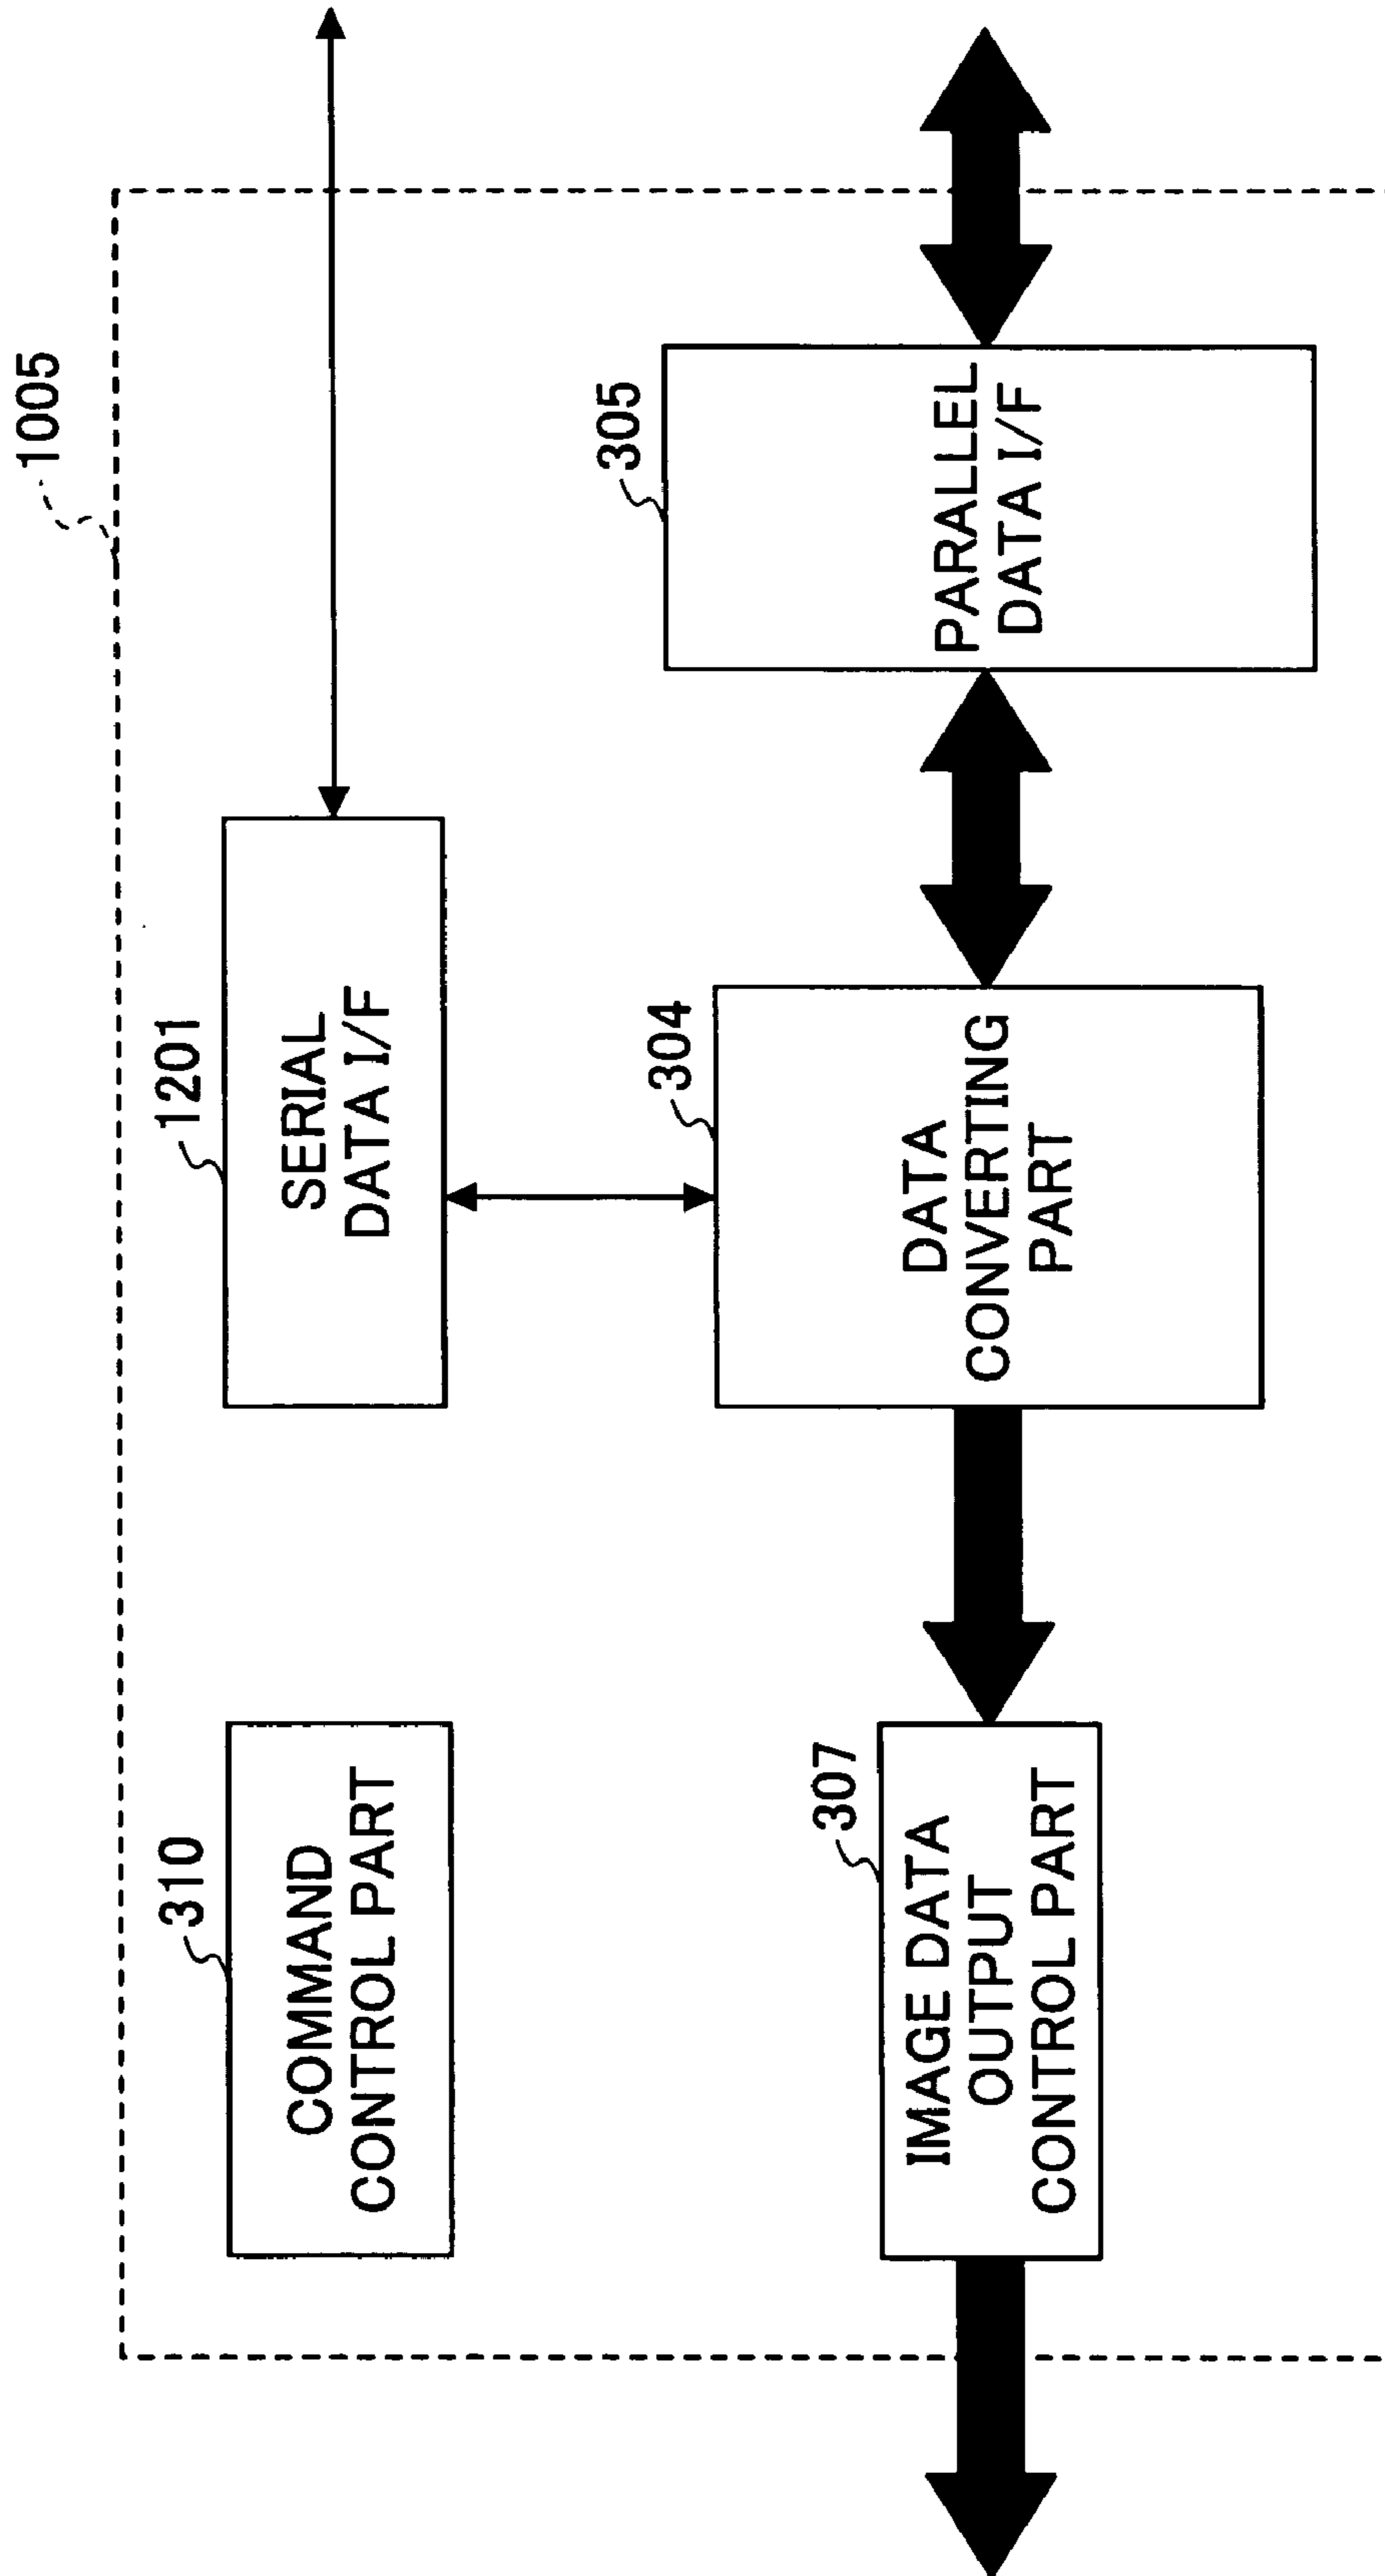 1005
310
COMMAND
CONTROL PART
1201
SERIAL
DATA I/F
307
IMAGE DATA
OUTPUT
CONTROL PART
304
DATA
CONVERTING
PART
305
PARALLEL
DATA I/F